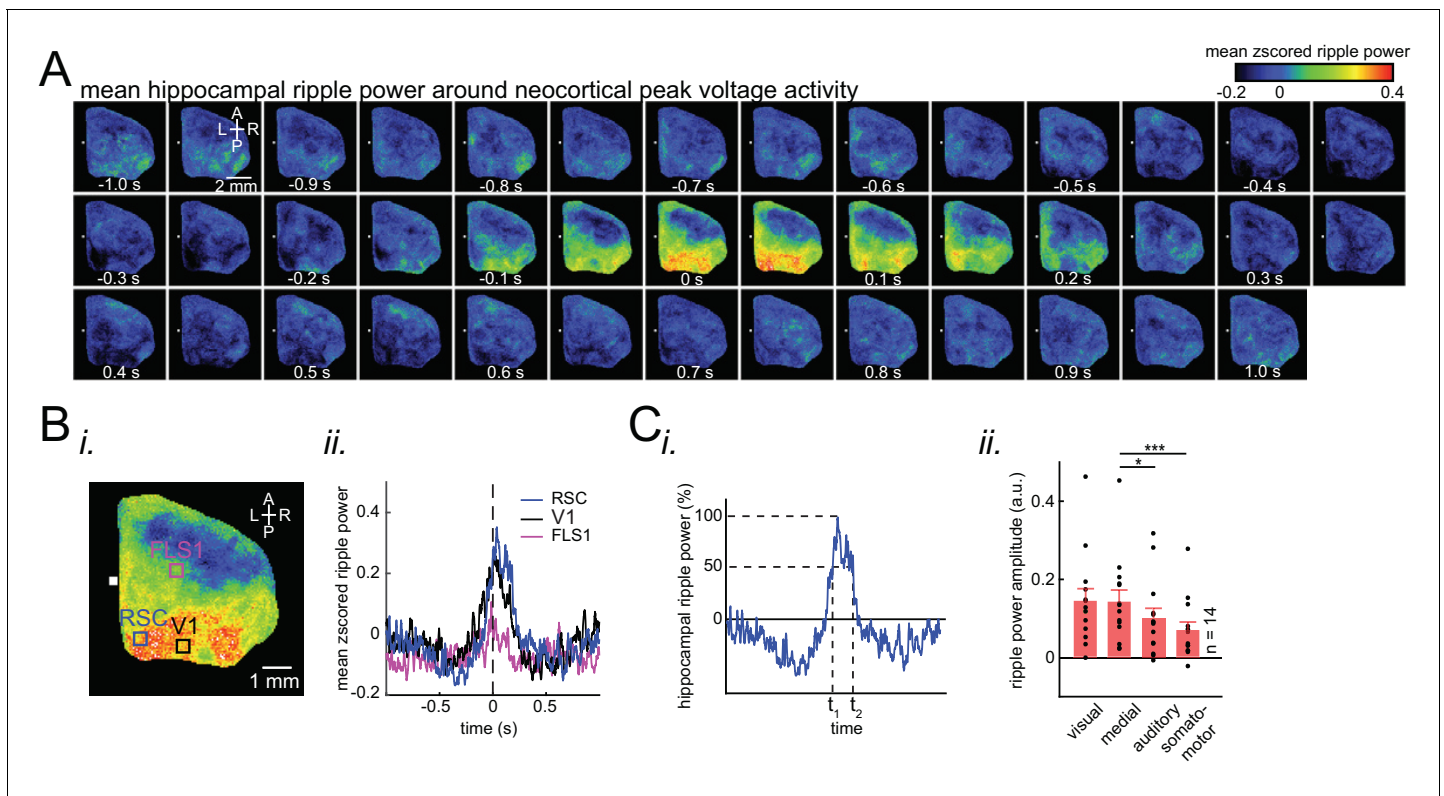 A
mean hippocampal ripple power around neocortical peak voltage activity
mean zscored ripple power
-0.2 0 0.4
A
L R
P
2 mm
-1.0 s -0.9 s -0.8 s -0.7 s -0.6 s -0.5 s -0.4 s
-0.3 s -0.2 s -0.1 s 0 s 0.1 s 0.2 s 0.3 s
0.4 s 0.5 s 0.6 s 0.7 s 0.8 s 0.9 s 1.0 s
B
i.
A
L R
P
FLS1
RSC
V1
1 mm
ii.
mean zscored ripple power
0.4
0.2
0
-0.2
-0.5 0 0.5
time (s)
RSC
V1
FLS1
C
i.
hippocampal ripple power (%)
100
50
0
t1 t2
time
ii.
ripple power amplitude (a.u.)
0.4
0.2
0
***
*
n = 14
visual
medial
auditory
somato-
motor